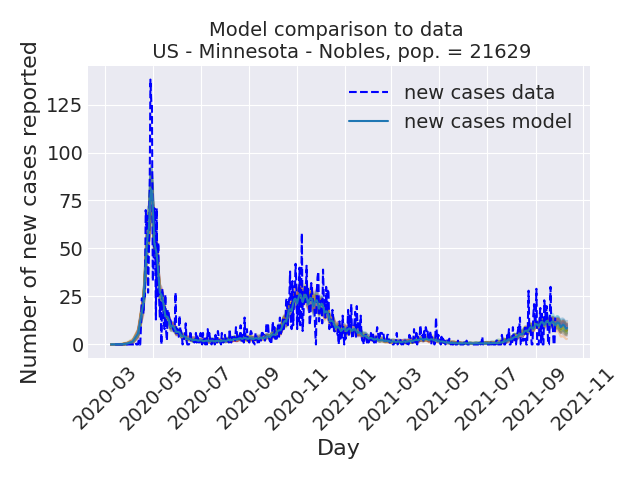 Model comparison to data
US - Minnesota - Nobles, pop. = 21629
Number of new cases reported
125
100
75
50
25
0
new cases data
new cases model
2020-03
2020-05
2020-07
2020-09
2020-11
2021-01
2021-03
2021-05
2021-07
2021-09
2021-11
Day